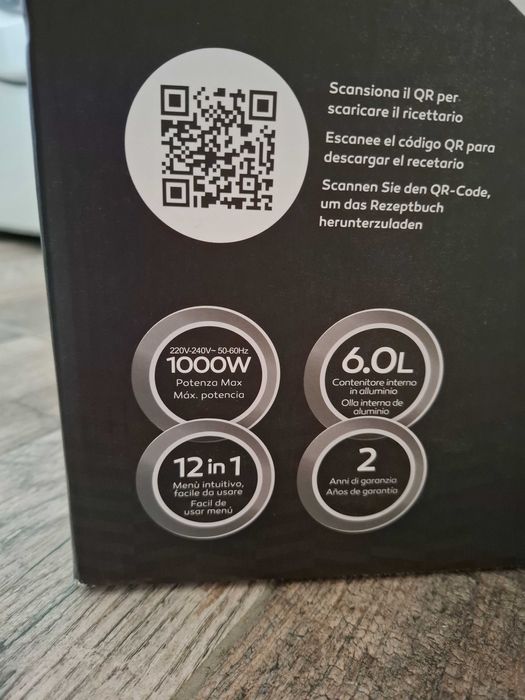 Scansiona il QR per
scaricare il ricettario
Escanee el código QR para
descargar el recetario
Scannen Sie den QR-Code,
um das Rezeptbuch
herunterzuladen
220V-240V~ 50-60Hz
1000W
Potenza Max
Máx. potencia
6.0L
Contenitore interno
in alluminio
Olla interna de
aluminio
12 in 1
Menù intuitivo,
facile da usare
Facil de
usar menú
2
Anni di garanzia
Años de garantía